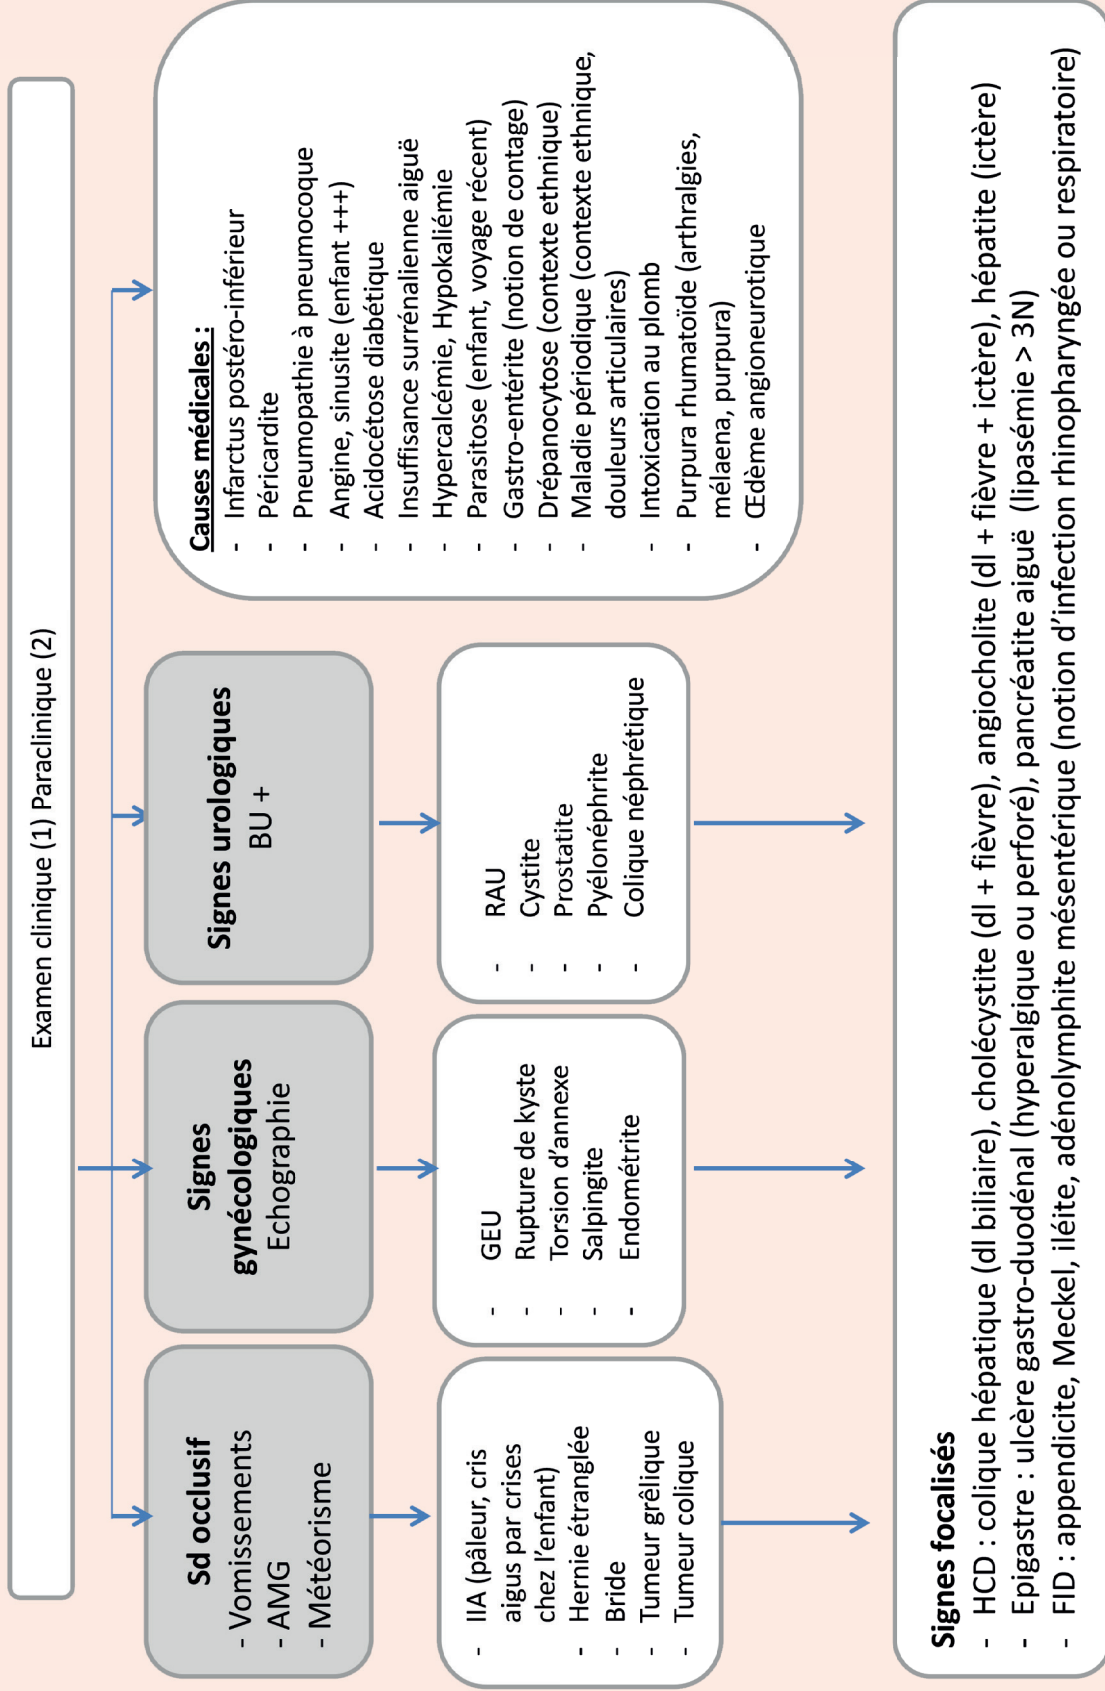 Examen clinique (1) Paraclinique (2)
Sd occlusif
- Vomissements
- AMG
- Météorisme
Signes
gynécologiques
Echographie
Signes urologiques
BU +
Causes médicales :
- Infarctus postéro-inférieur
- Péricardite
- Pneumopathie à pneumocoque
- Angine, sinusite (enfant +++)
- Acidocétose diabétique
- Insuffisance surrénalienne aiguë
- Hypercalcémie, Hypokaliémie
- Parasitose (enfant, voyage récent)
- Gastro-entérite (notion de contage)
- Drépanocytose (contexte ethnique)
- Maladie périodique (contexte ethnique,
douleurs articulaires)
- Intoxication au plomb
- Purpura rhumatoïde (arthralgies,
mélaena, purpura)
- Œdème angioneurotique
- IIA (pâleur, cris
aigus par crises
chez l'enfant)
- Hernie étranglée
- Bride
- Tumeur grêlique
- Tumeur colique
- GEU
- Rupture de kyste
- Torsion d'annexe
- Salpingite
- Endométrite
- RAU
- Cystite
- Prostatite
- Pyélonéphrite
- Colique néphrétique
Signes focalisés
- HCD : colique hépatique (dl biliaire), cholécystite (dl + fièvre), angiocholite (dl + fièvre + ictère), hépatite (ictère)
- Epigastre : ulcère gastro-duodénal (hyperalgique ou perforé), pancréatite aiguë (lipasémie > 3N)
- FID : appendicite, Meckel, iléite, adénolymphite mésentérique (notion d'infection rhinopharyngée ou respiratoire)